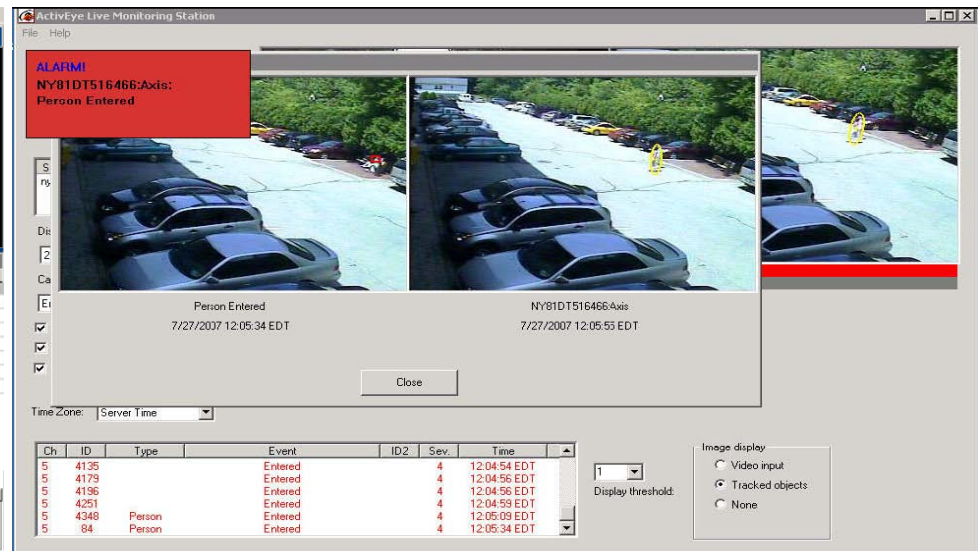 ActivEye Live Monitoring Station
File Help
ALARM!
NY81DT516466:Axis:
Person Entered
S
ny
Dis
2
Ca
Person Entered
NY81DT516466:Axis
7/27/2007 12:05:34 EDT
7/27/2007 12:05:55 EDT
Close
Time Zone: Server Time
Ch ID Type Event ID2 Sev. Time
5 4135 Entered 4 12:04:54 EDT
5 4179 Entered 4 12:04:56 EDT
5 4196 Entered 4 12:04:56 EDT
5 4251 Entered 4 12:04:59 EDT
5 4348 Person Entered 4 12:05:09 EDT
5 84 Person Entered 4 12:05:34 EDT
1
Display threshold:
Image display
Video input
Tracked objects
None